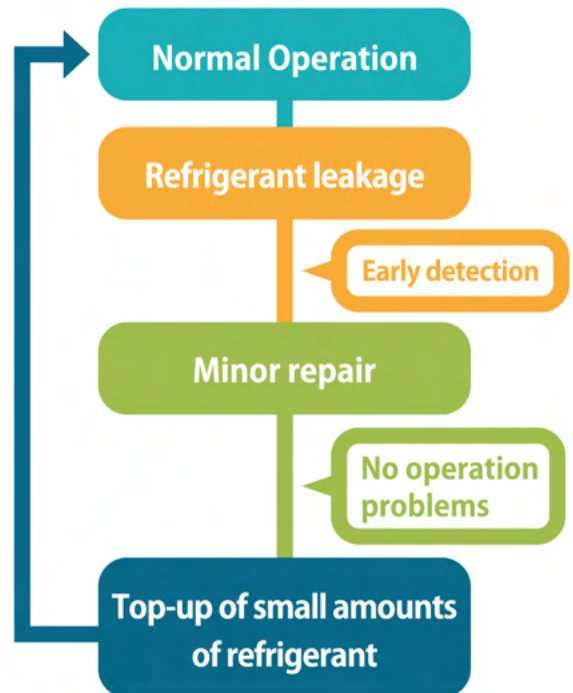 Normal Operation
Refrigerant leakage
Early detection
Minor repair
No operation
problems
Top-up of small amounts
of refrigerant